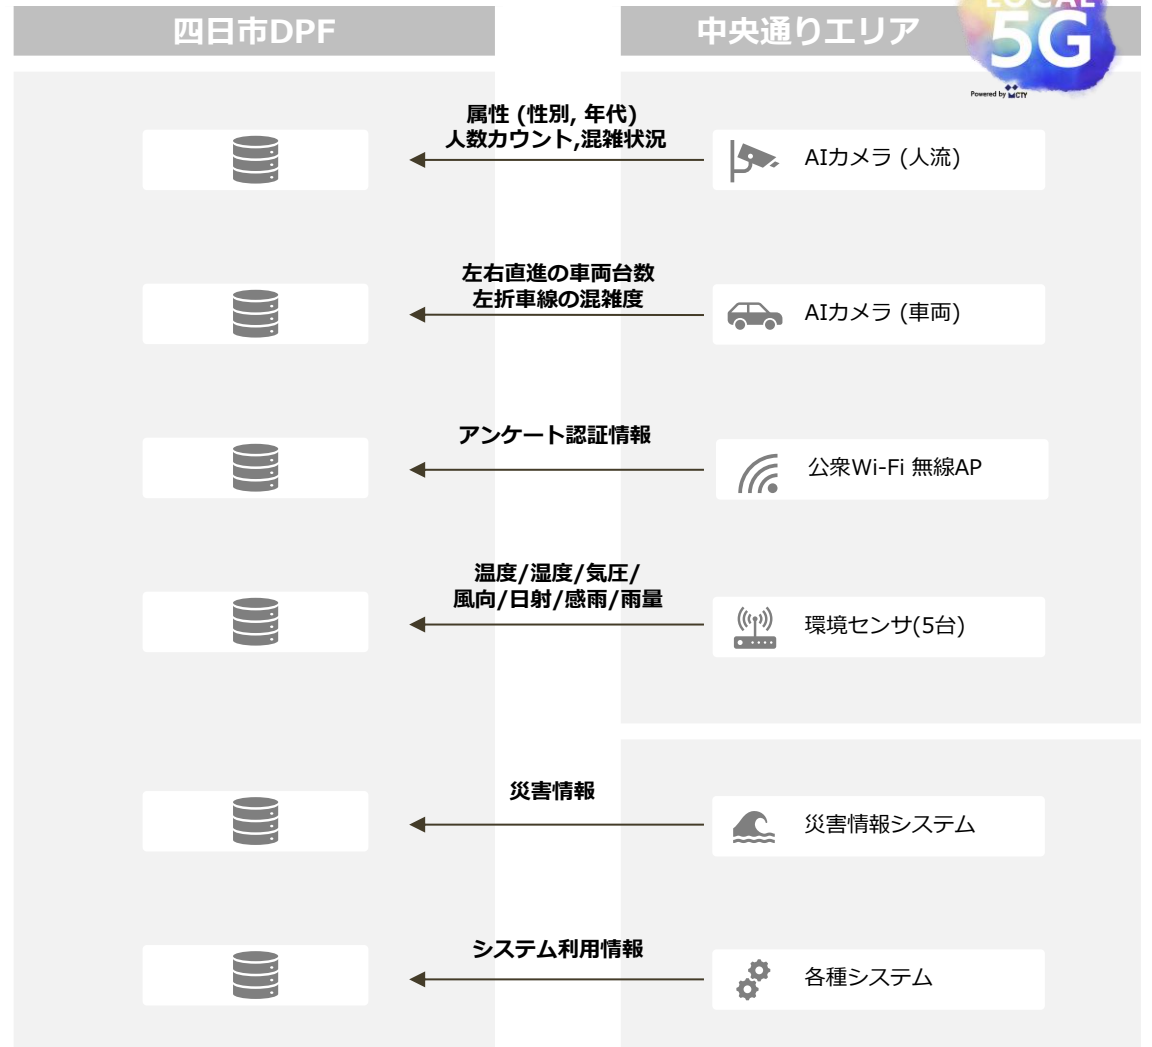 四日市DPF
中央通りエリア
LOCAL
5G
Powered by MCTY
属性 (性別, 年代)
人数カウント,混雑状況
AIカメラ (人流)
左右直進の車両台数
左折車線の混雑度
AIカメラ (車両)
アンケート認証情報
公衆Wi-Fi 無線AP
温度/湿度/気圧/
風向/日射/感雨/雨量
環境センサ(5台)
災害情報
災害情報システム
システム利用情報
各種システム